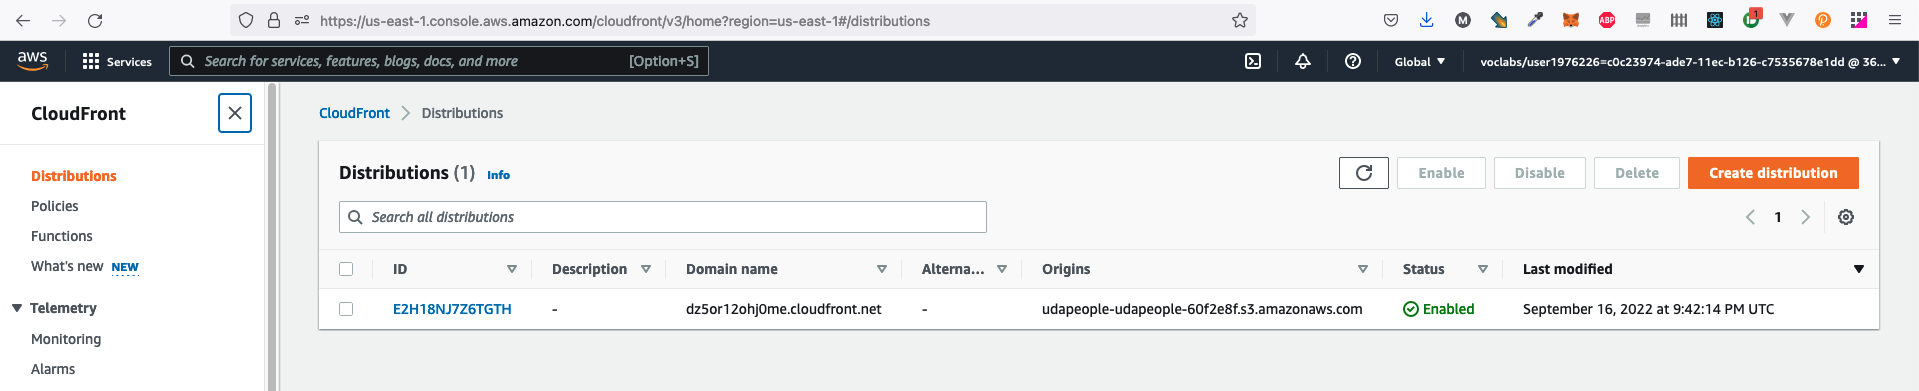 https://us-east-1.console.aws.amazon.com/cloudfront/v3/home?region=us-east-1#/distributions
M
ABP
1
aws
Services
Search for services, features, blogs, docs, and more [Option+S]
Global
voclabs/user1976226=c0c23974-ade7-11ec-b126-c7535678e1dd @ 36...
CloudFront
Distributions
Policies
Functions
What's new NEW
Telemetry
Monitoring
Alarms
CloudFront > Distributions
Distributions (1) Info
Enable
Disable
Delete
Create distribution
Search all distributions
1
ID Description Domain name Alterna... Origins Status Last modified
E2H18NJ7Z6TGTH - dz5or12ohj0me.cloudfront.net - udapeople-udapeople-60f2e8f.s3.amazonaws.com Enabled September 16, 2022 at 9:42:14 PM UTC